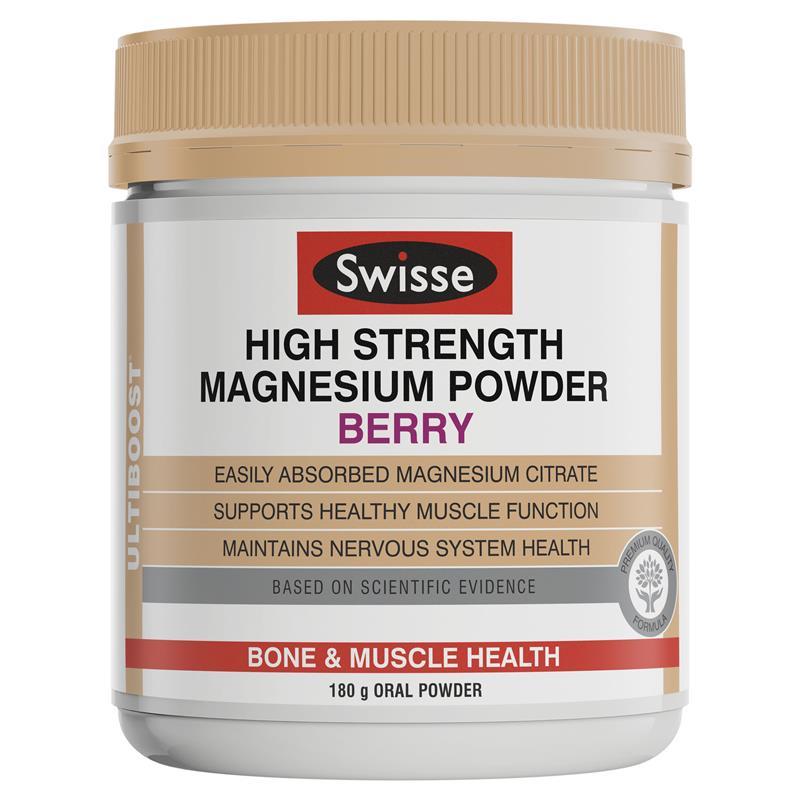 Swisse
HIGH STRENGTH
MAGNESIUM POWDER
BERRY
ULTIBOOST®
EASILY ABSORBED MAGNESIUM CITRATE
SUPPORTS HEALTHY MUSCLE FUNCTION
MAINTAINS NERVOUS SYSTEM HEALTH
BASED ON SCIENTIFIC EVIDENCE
PREMIUM QUALITY
FORMULA
BONE & MUSCLE HEALTH
180 g ORAL POWDER